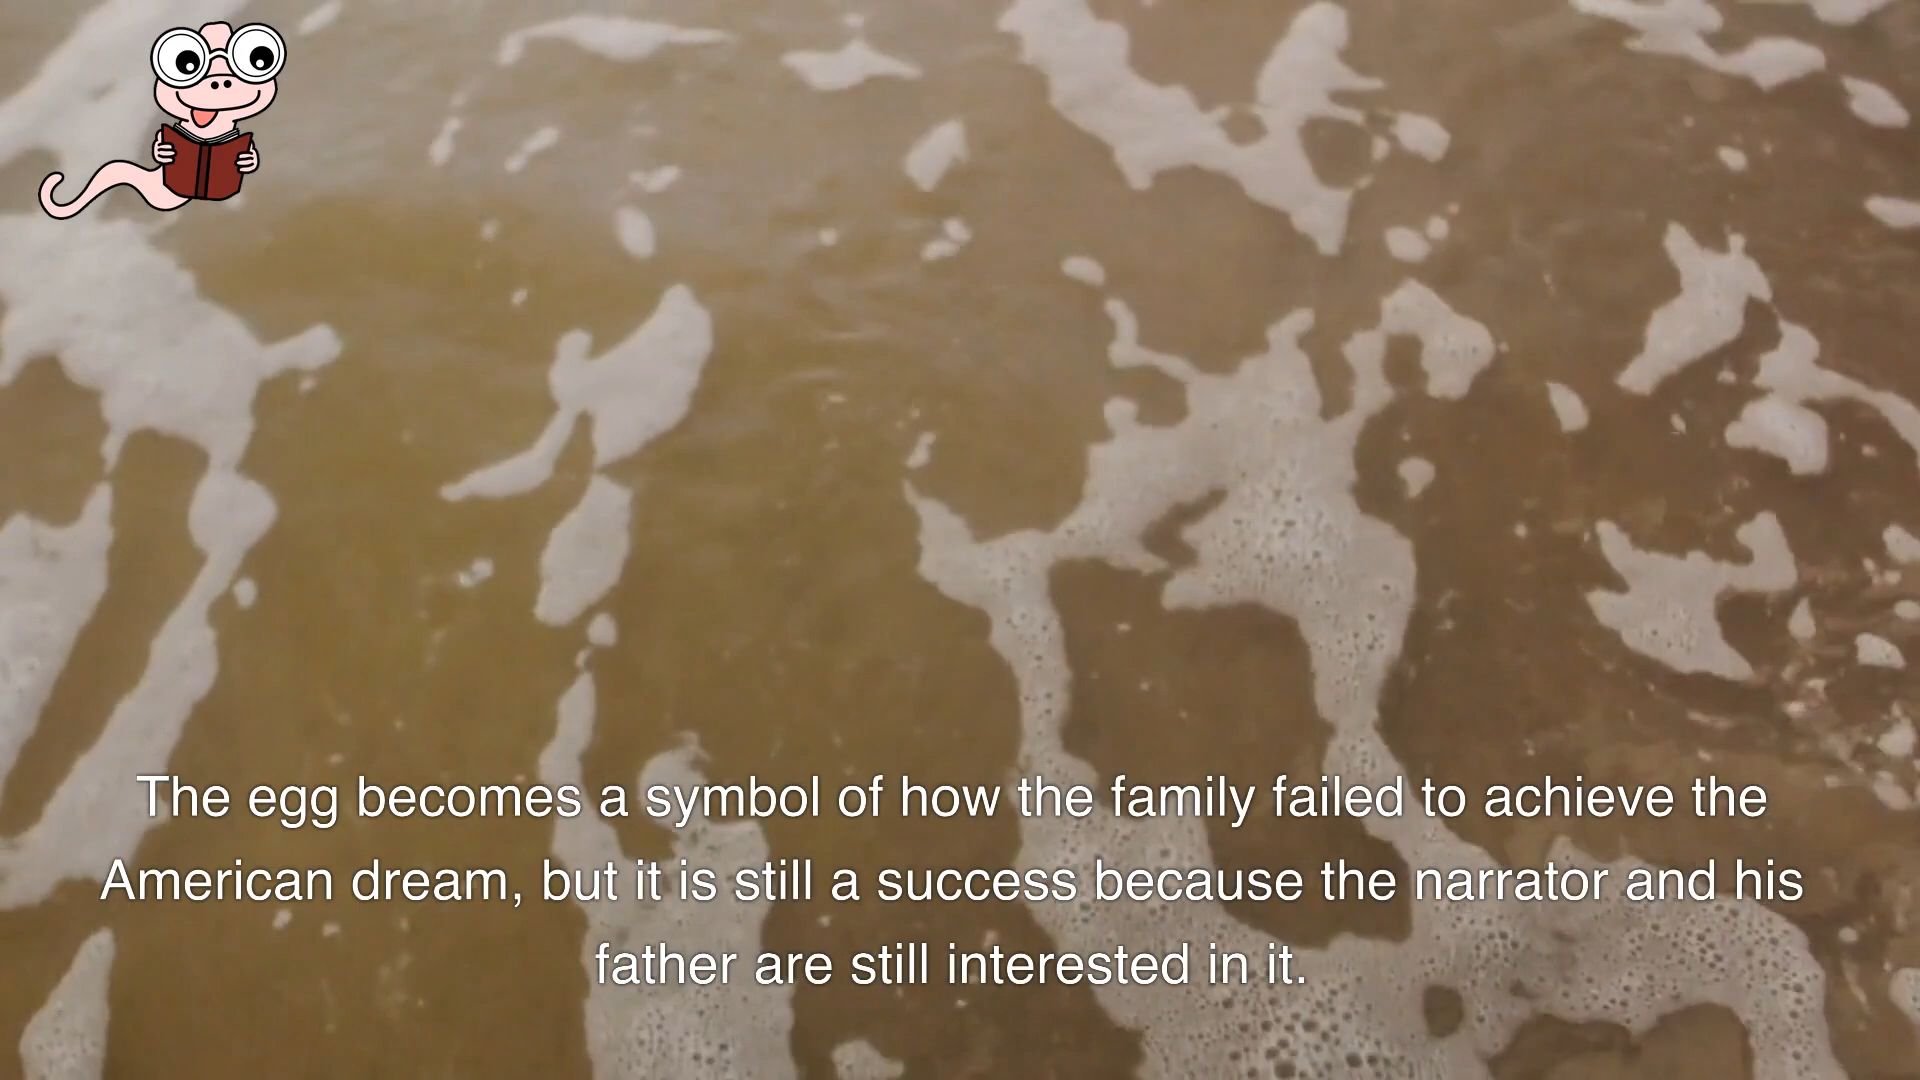 The egg becomes a symbol of how the family failed to achieve the
American dream, but it is still a success because the narrator and his
father are still interested in it.